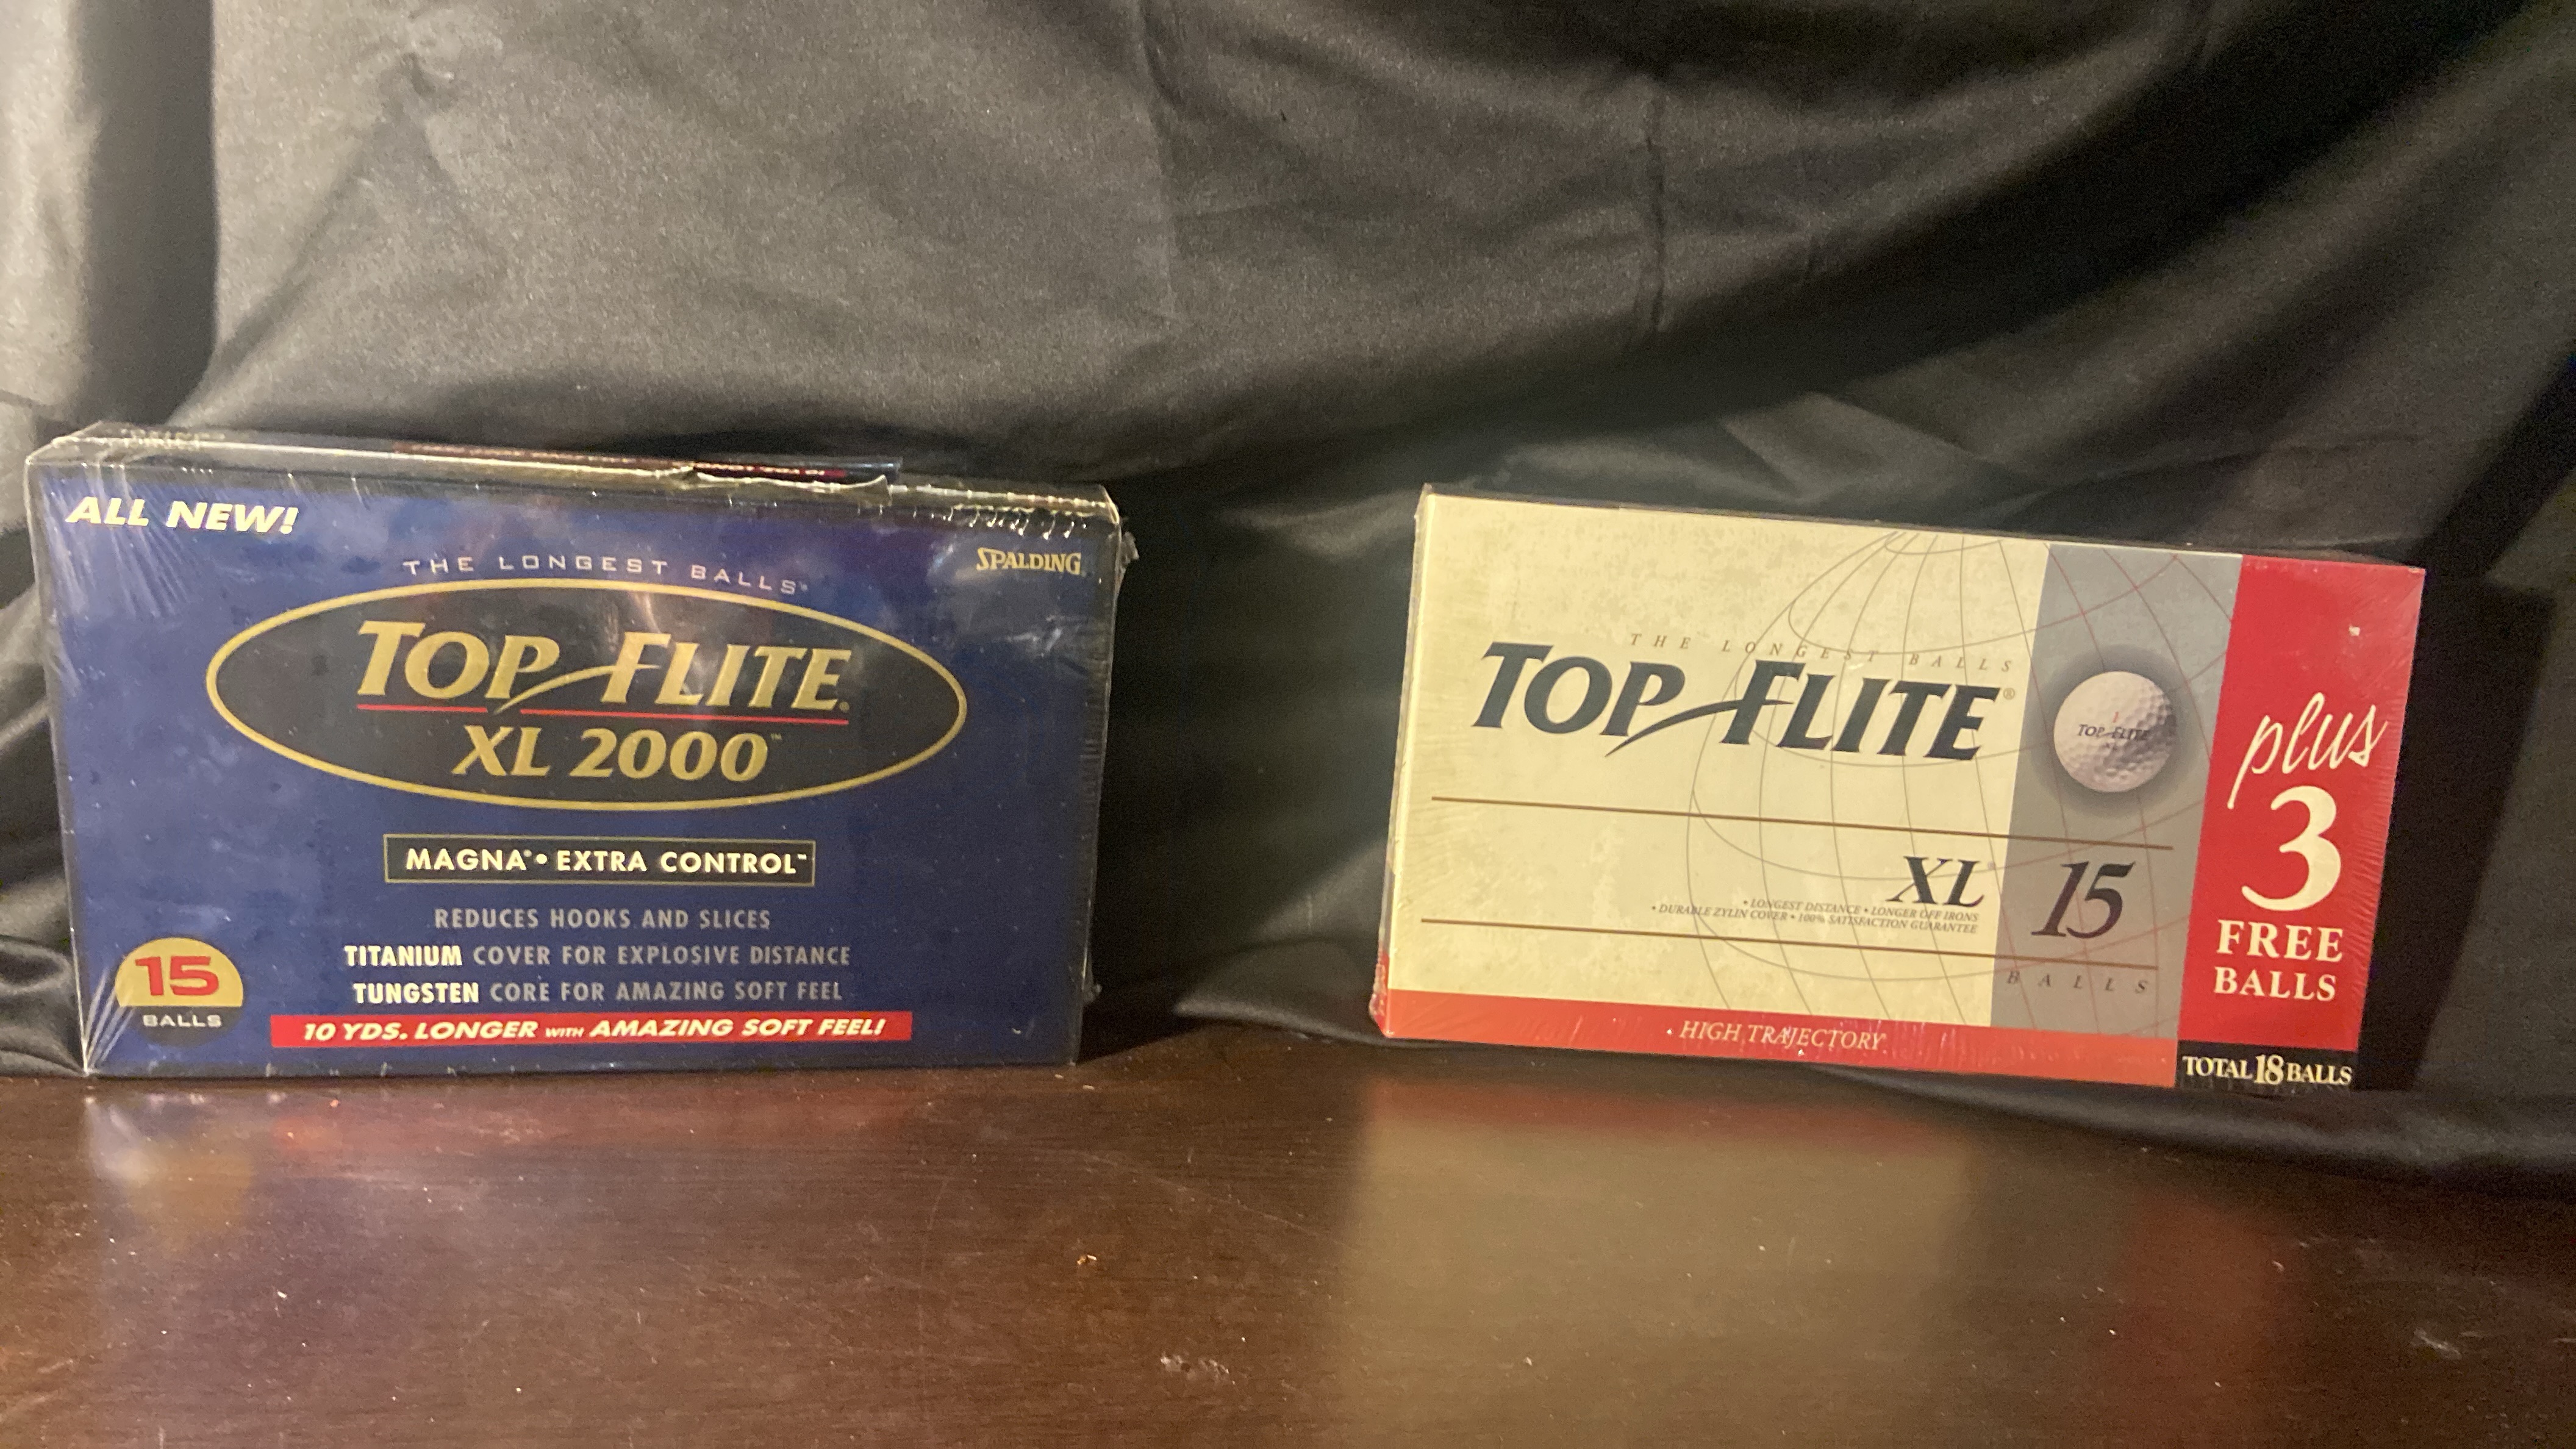 ALL NEW!
SPALDING
THE LONGEST BALLS
TOP FLITE®
XL 2000™
MAGNA®• EXTRA CONTROL™
REDUCES HOOKS AND SLICES
TITANIUM COVER FOR EXPLOSIVE DISTANCE
TUNGSTEN CORE FOR AMAZING SOFT FEEL
10 YDS. LONGER WITH AMAZING SOFT FEEL!
15
BALLS
THE LONGEST BALLS
TOP FLITE®
XL
• LONGEST DISTANCE • LONGER OFF IRONS
• DURABLE ZYLIN COVER • 100% SATISFACTION GUARANTEE
• HIGH TRAJECTORY
TOP FLITE
XL
15
BALLS
plus
3
FREE
BALLS
TOTAL 18 BALLS